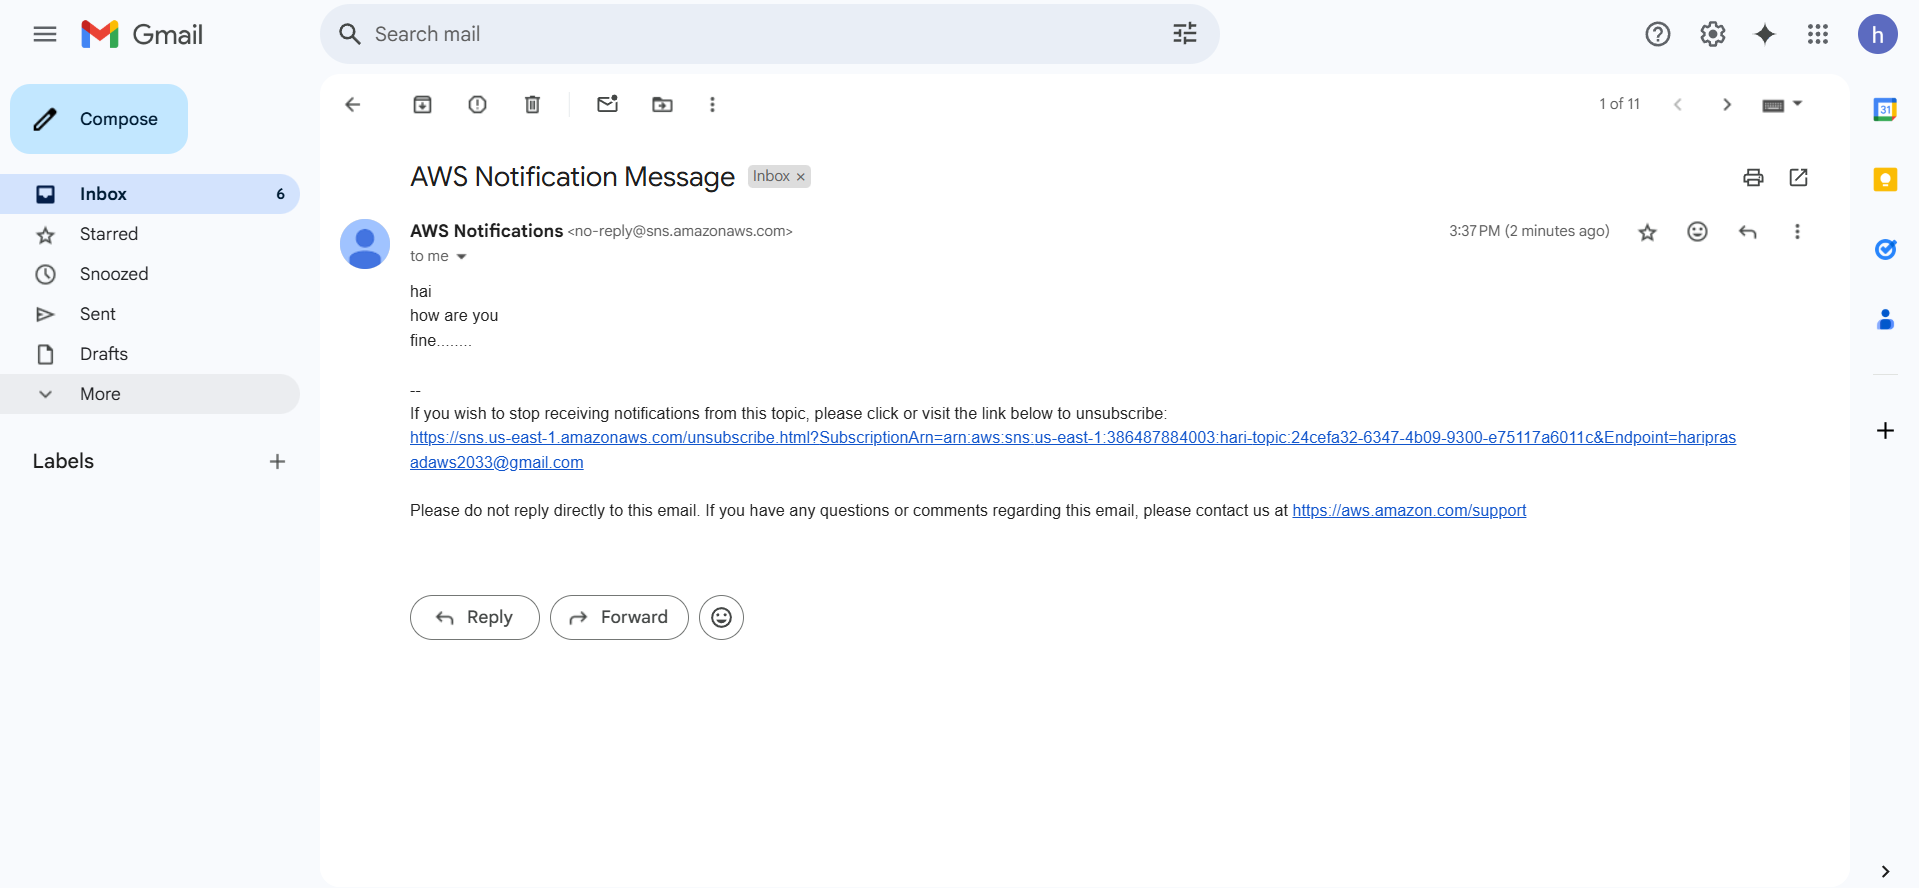 Gmail
Search mail
h
Compose
1 of 11
31
AWS Notification Message Inbox ×
Inbox 6
AWS Notifications <no-reply@sns.amazonaws.com> 3:37 PM (2 minutes ago)
Starred
to me
Snoozed
hai
Sent
how are you
fine........
Drafts
More
--
If you wish to stop receiving notifications from this topic, please click or visit the link below to unsubscribe:
https://sns.us-east-1.amazonaws.com/unsubscribe.html?SubscriptionArn=arn:aws:sns:us-east-1:386487884003:hari-topic:24cefa32-6347-4b09-9300-e75117a6011c&Endpoint=haripras
adaws2033@gmail.com
Labels
Please do not reply directly to this email. If you have any questions or comments regarding this email, please contact us at https://aws.amazon.com/support
Reply
Forward